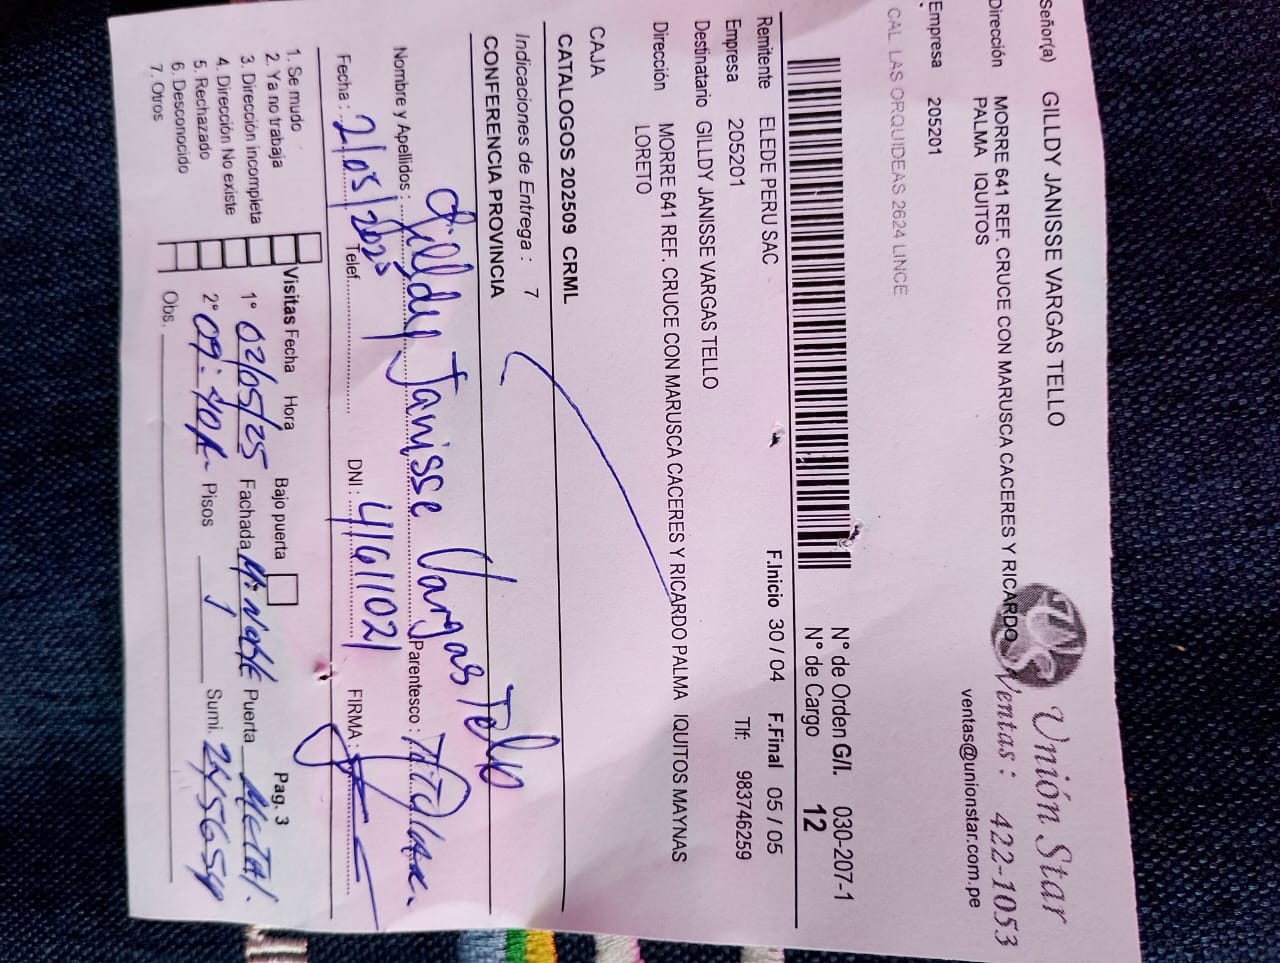 Señor(a) GILLDY JANISSE VARGAS TELLO
Unión Star
Dirección MORRE 641 REF. CRUCE CON MARUSCA CACERES Y RICARDO
PALMA IQUITOS
Ventas : 422-1053
ventas@unionstar.com.pe
Empresa 205201
CAL LAS ORQUIDEAS 2624 LINCE
N° de Orden G/I. 030-207-1
N° de Cargo 12
Remitente ELEDE PERU SAC F.Inicio 30 / 04 F.Final 05 / 05
Empresa 205201 Tlf: 983746259
Destinatario GILLDY JANISSE VARGAS TELLO
Dirección MORRE 641 REF. CRUCE CON MARUSCA CACERES Y RICARDO PALMA IQUITOS MAYNAS
LORETO
CAJA
CATALOGOS 202509 CRML
Indicaciones de Entrega : 7
CONFERENCIA PROVINCIA
Nombre y Apellidos : Gilldy Janisse Vargas Tello Parentesco : Titular.
Fecha : 2/05/2025 Telef. DNI : 41611021 FIRMA :
1. Se mudo
2. Ya no trabaja
3. Dirección incompleta
4. Dirección No existe
5. Rechazado
6. Desconocido
7. Otros
Visitas Fecha Hora Bajo puerta Pag. 3
1° 02/05/25 Fachada Puerta METAL.
2° 09:40A- Pisos 1 Sumi.
Obs.